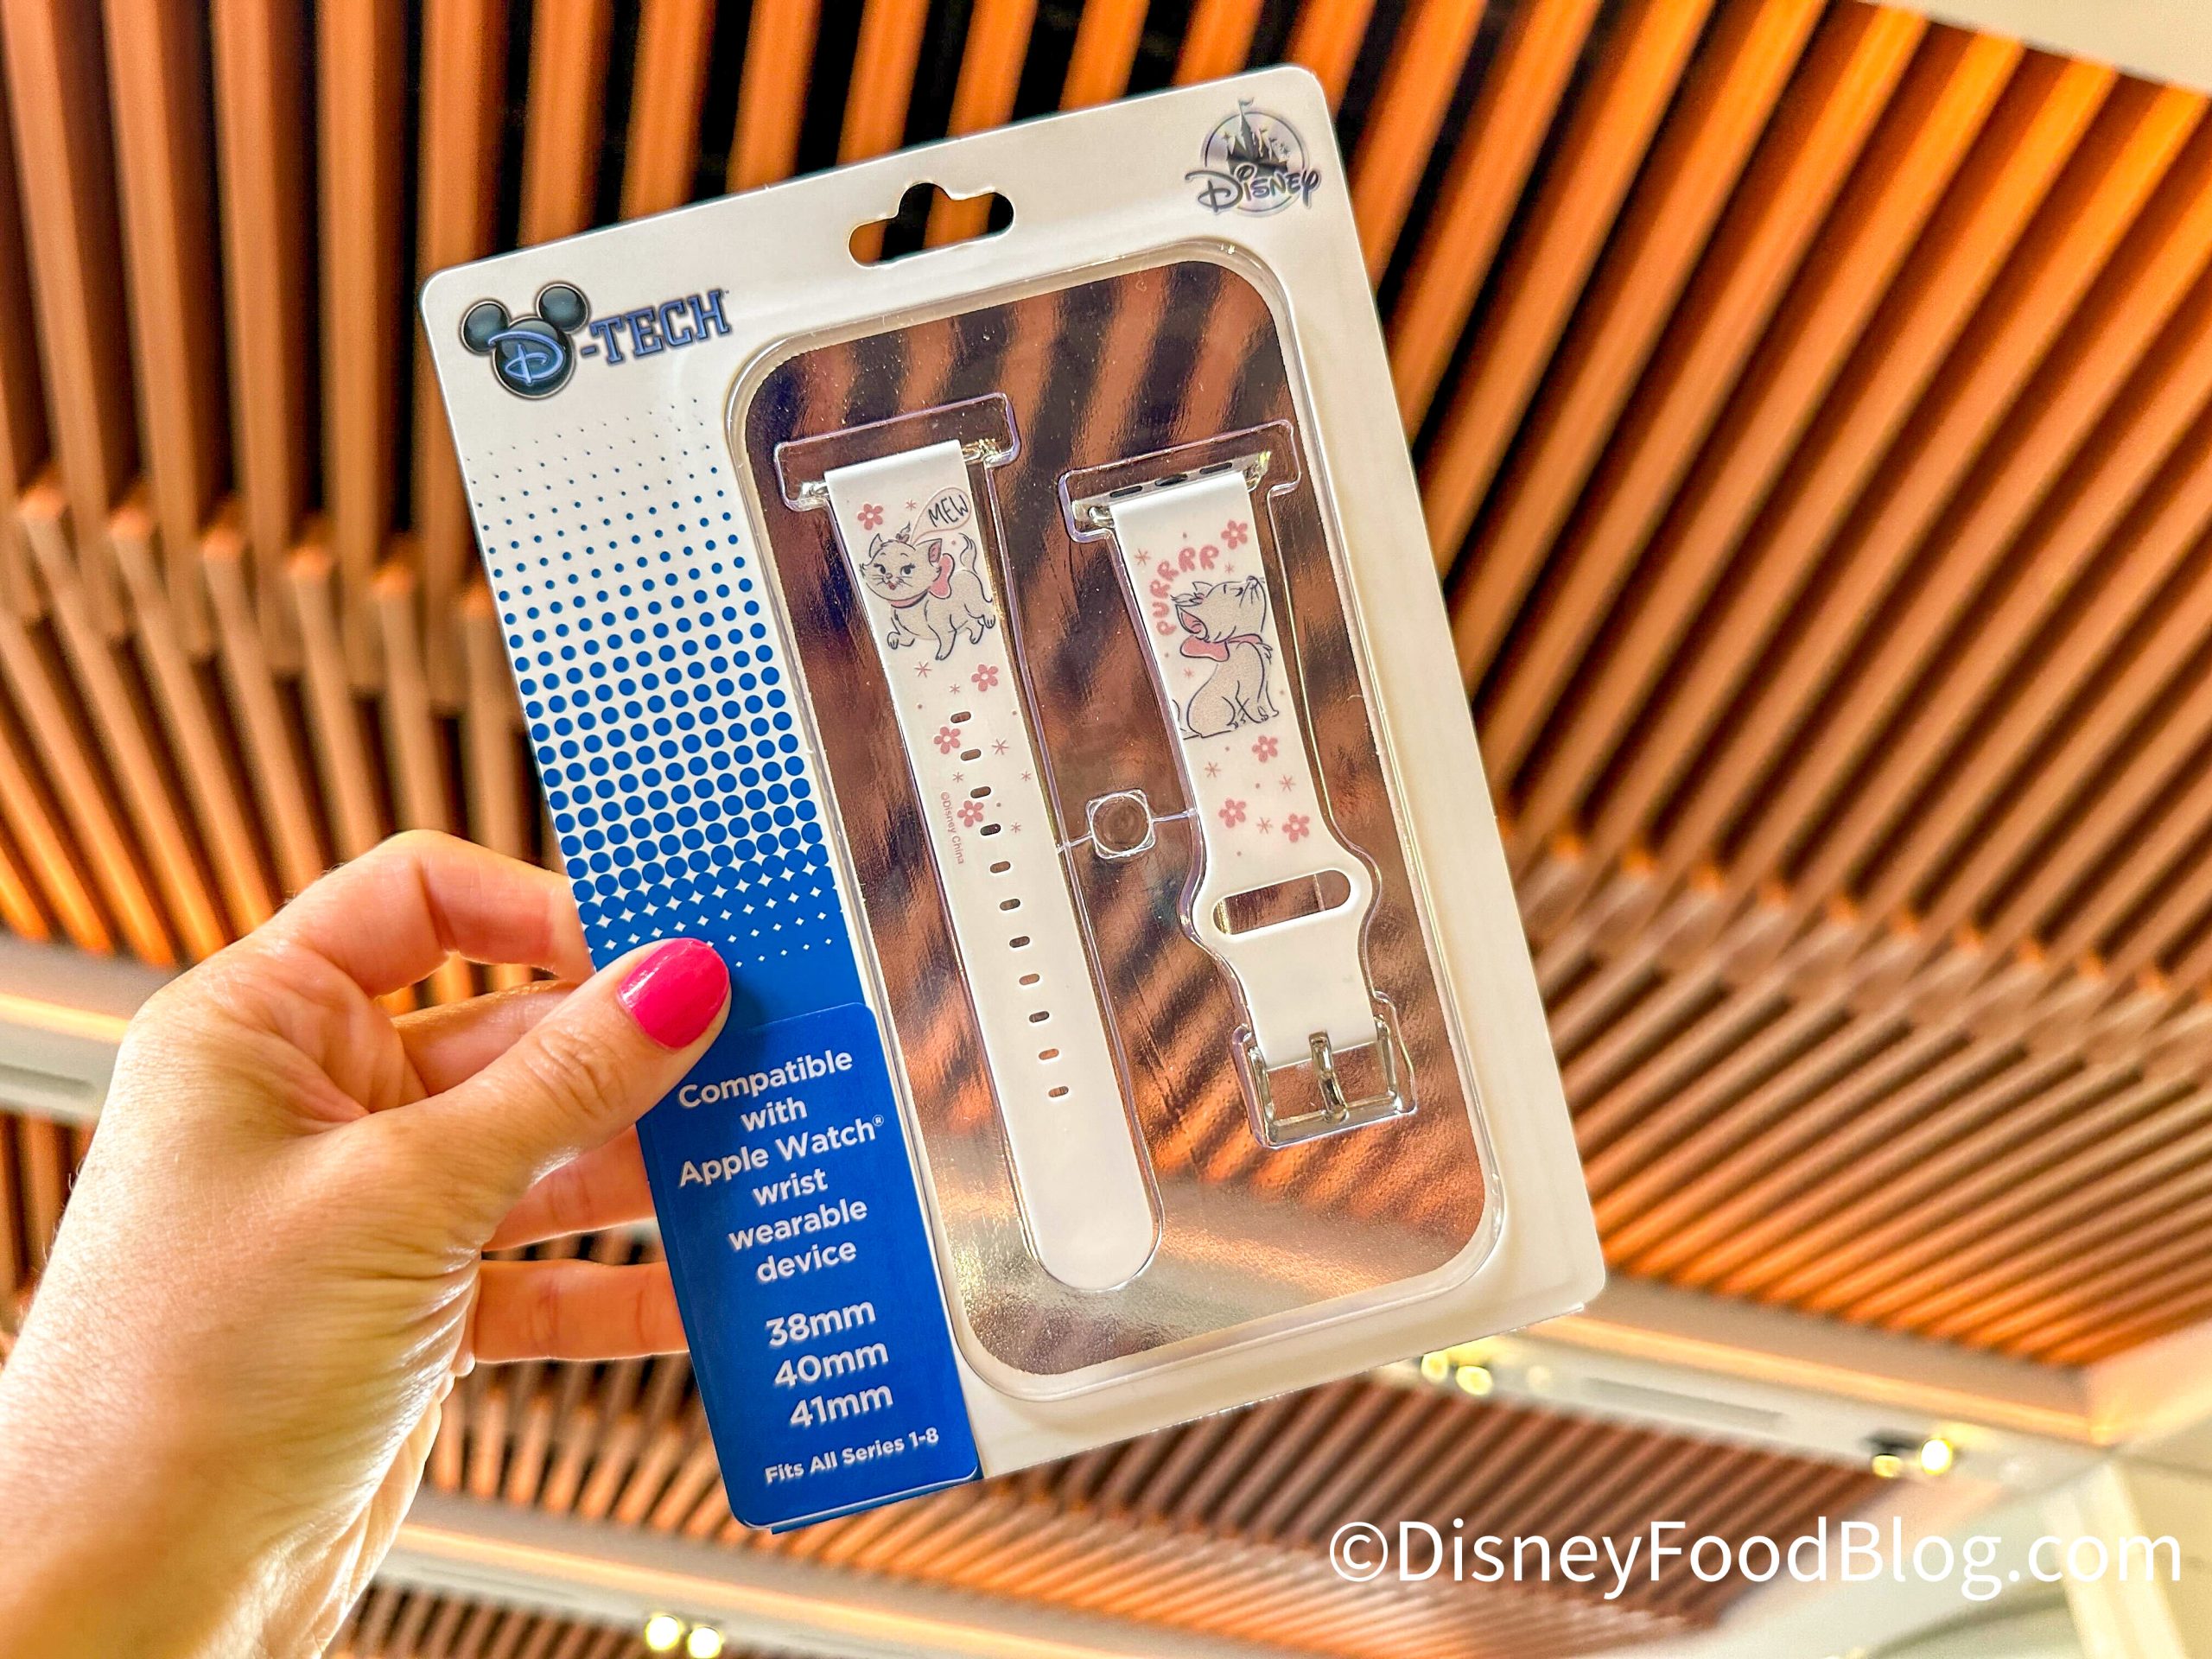 D-TECH
Disney
MEW
PURRRR
©Disney China
Compatible
with
Apple Watch®
wrist
wearable
device
38mm
40mm
41mm
Fits All Series 1-8
©DisneyFoodBlog.com